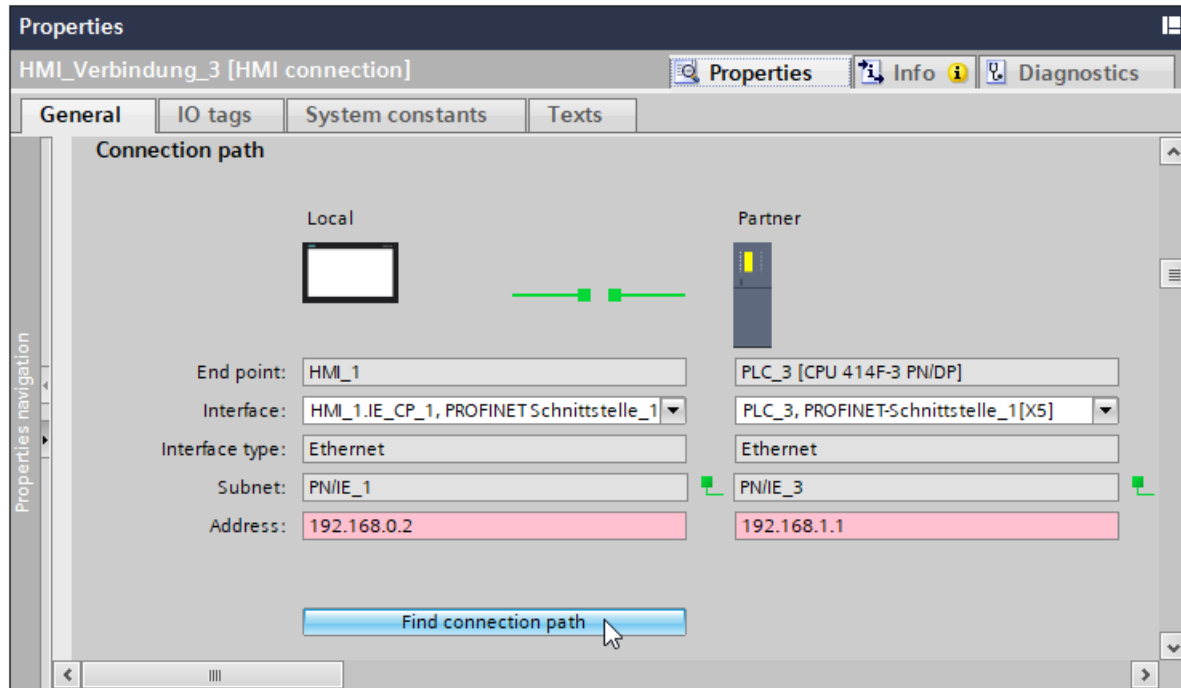 Properties
HMI_Verbindung_3 [HMI connection]
Properties
Info
Diagnostics
General
IO tags
System constants
Texts
Properties navigation
Connection path
Local
Partner
End point:
HMI_1
PLC_3 [CPU 414F-3 PN/DP]
Interface:
HMI_1.IE_CP_1, PROFINET Schnittstelle_1
PLC_3, PROFINET-Schnittstelle_1[X5]
Interface type:
Ethernet
Ethernet
Subnet:
PN/IE_1
PN/IE_3
Address:
192.168.0.2
192.168.1.1
Find connection path